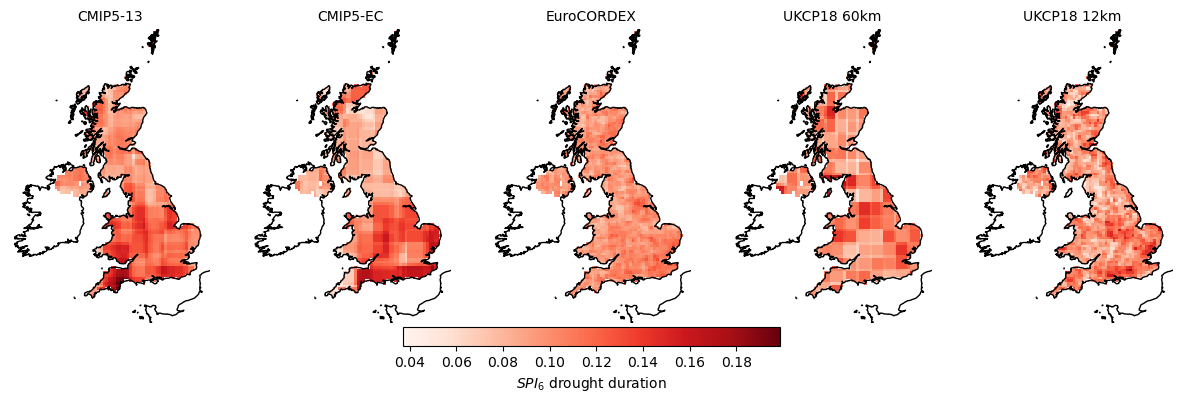 CMIP5-13 CMIP5-EC EuroCORDEX UKCP18 60km UKCP18 12km
0.04 0.06 0.08 0.10 0.12 0.14 0.16 0.18
SPI₆ drought duration